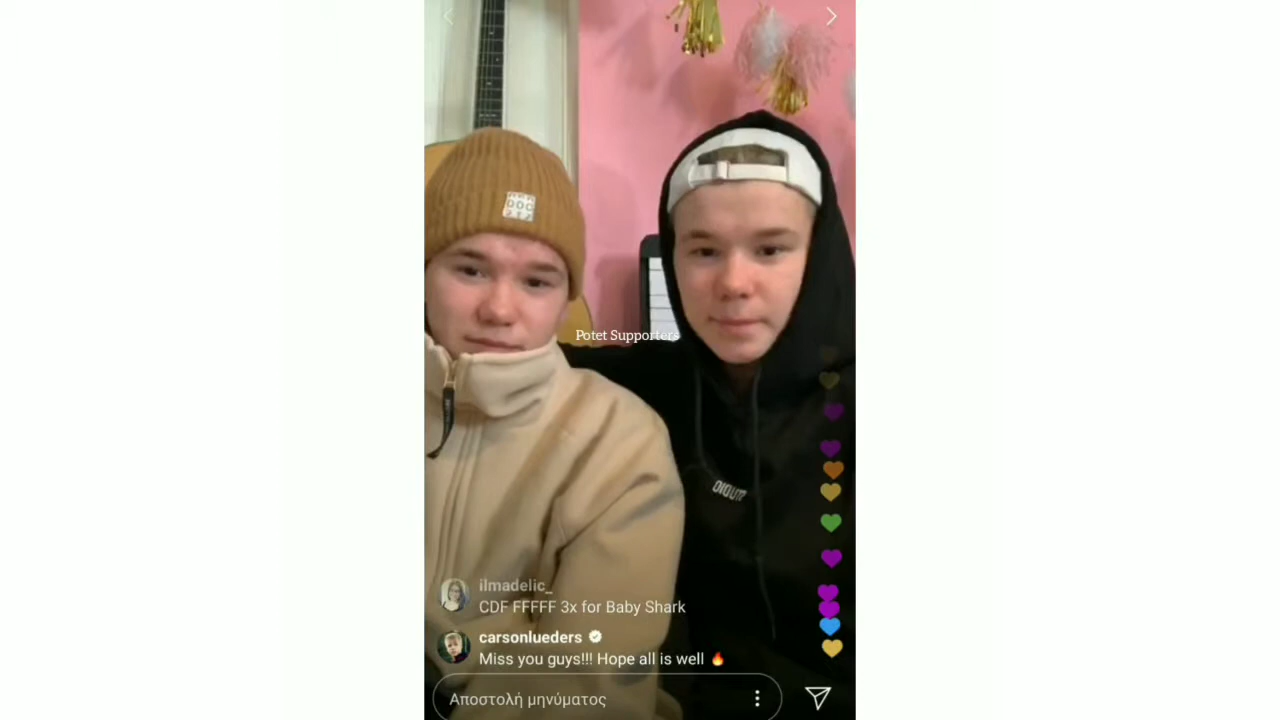 DDC
Potet Supporters
ilmadelic_
CDF FFFFF 3x for Baby Shark
carsonlueders
Miss you guys!!! Hope all is well 🔥
Αποστολή μηνύματος